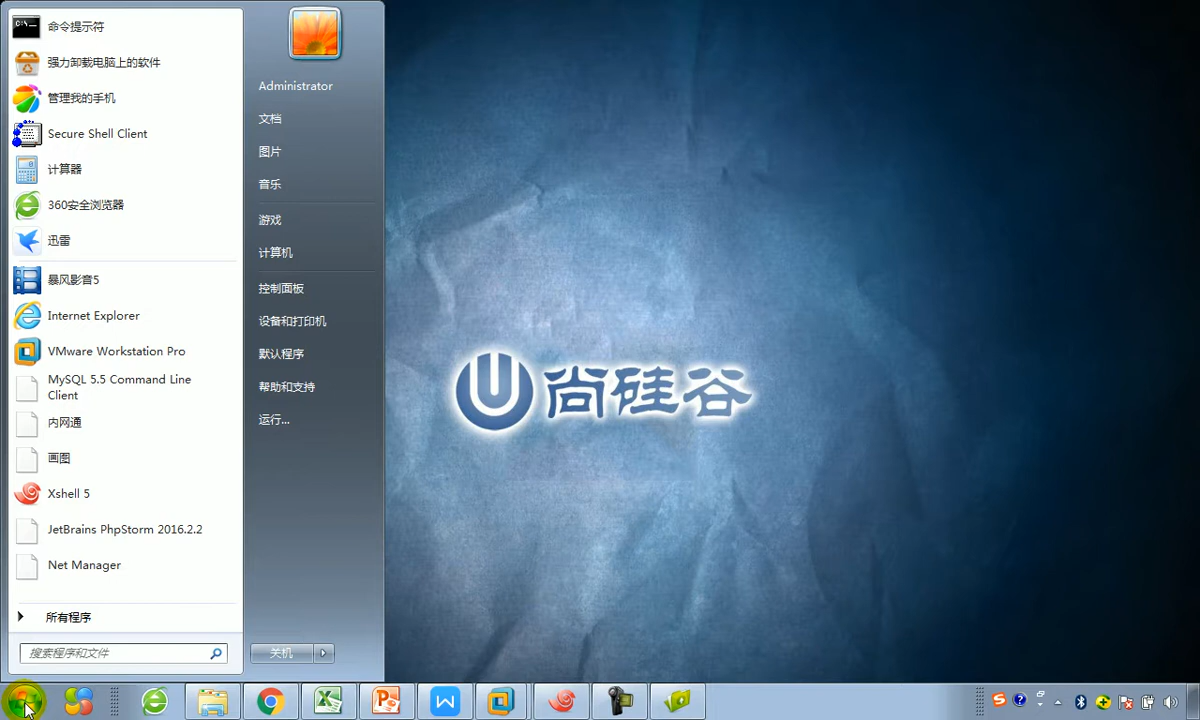 命令提示符
强力卸载电脑上的软件
管理我的手机
Secure Shell Client
计算器
360安全浏览器
迅雷
暴风影音5
Internet Explorer
VMware Workstation Pro
MySQL 5.5 Command Line
Client
内网通
画图
Xshell 5
JetBrains PhpStorm 2016.2.2
Net Manager
所有程序
搜索程序和文件
Administrator
文档
图片
音乐
游戏
计算机
控制面板
设备和打印机
默认程序
帮助和支持
运行...
关机
尚硅谷